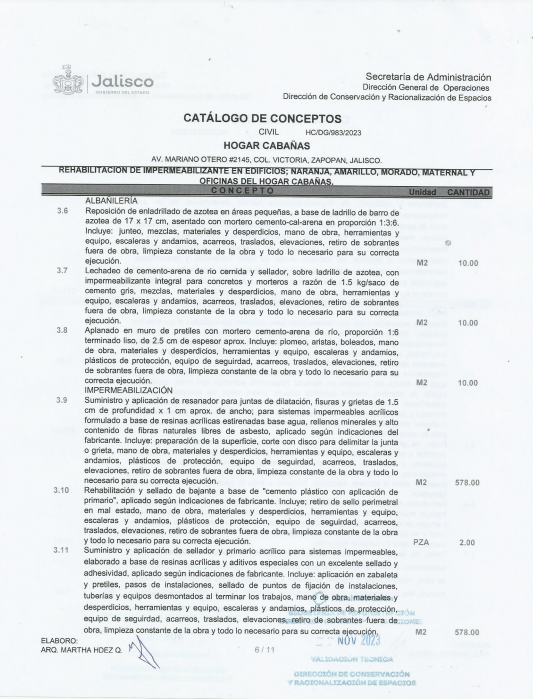 Jalisco
GOBIERNO DEL ESTADO
Secretaría de Administración
Dirección General de Operaciones
Dirección de Conservación y Racionalización de Espacios
CATÁLOGO DE CONCEPTOS
CIVIL HC/DG/983/2023
HOGAR CABAÑAS
AV. MARIANO OTERO #2145, COL. VICTORIA, ZAPOPAN, JALISCO.
REHABILITACION DE IMPERMEABILIZANTE EN EDIFICIOS; NARANJA, AMARILLO, MORADO, MATERNAL Y
OFICINAS DEL HOGAR CABAÑAS.
CONCEPTO Unidad CANTIDAD
ALBAÑILERÍA
3.6 Reposición de enladrillado de azotea en áreas pequeñas, a base de ladrillo de barro de
azotea de 17 x 17 cm, asentado con mortero cemento-cal-arena en proporción 1:3:6.
Incluye: junteo, mezclas, materiales y desperdicios, mano de obra, herramientas y
equipo, escaleras y andamios, acarreos, traslados, elevaciones, retiro de sobrantes
fuera de obra, limpieza constante de la obra y todo lo necesario para su correcta
ejecución. M2 10.00
3.7 Lechadeo de cemento-arena de río cernida y sellador, sobre ladrillo de azotea, con
impermeabilizante integral para concretos y morteros a razón de 1.5 kg/saco de
cemento gris, mezclas, materiales y desperdicios, mano de obra, herramientas y
equipo, escaleras y andamios, acarreos, traslados, elevaciones, retiro de sobrantes
fuera de obra, limpieza constante de la obra y todo lo necesario para su correcta
ejecución. M2 10.00
3.8 Aplanado en muro de pretiles con mortero cemento-arena de río, proporción 1:6
terminado liso, de 2.5 cm de espesor aprox. Incluye: plomeo, aristas, boleados, mano
de obra, materiales y desperdicios, herramientas y equipo, escaleras y andamios,
plásticos de protección, equipo de seguridad, acarreos, traslados, elevaciones, retiro
de sobrantes fuera de obra, limpieza constante de la obra y todo lo necesario para su
correcta ejecución. M2 10.00
IMPERMEABILIZACIÓN
3.9 Suministro y aplicación de resanador para juntas de dilatación, fisuras y grietas de 1.5
cm de profundidad x 1 cm aprox. de ancho; para sistemas impermeables acrílicos
formulado a base de resinas acrílicas estirenadas base agua, rellenos minerales y alto
contenido de fibras naturales libres de asbesto, aplicado según indicaciones del
fabricante. Incluye: preparación de la superficie, corte con disco para delimitar la junta
o grieta, mano de obra, materiales y desperdicios, herramientas y equipo, escaleras y
andamios, plásticos de protección, equipo de seguirdad, acarreos, traslados,
elevaciones, retiro de sobrantes fuera de obra, limpieza constante de la obra y todo lo
necesario para su correcta ejecución. M2 578.00
3.10 Rehabilitación y sellado de bajante a base de "cemento plástico con aplicación de
primario", aplicado según indicaciones de fabricante. Incluye; retiro de sello perimetral
en mal estado, mano de obra, materiales y desperdicios, herramientas y equipo,
escaleras y andamios, plásticos de protección, equipo de seguirdad, acarreos,
traslados, elevaciones, retiro de sobrantes fuera de obra, limpieza constante de la obra
y todo lo necesario para su correcta ejecución. PZA 2.00
3.11 Suministro y aplicación de sellador y primario acrílico para sistemas impermeables,
elaborado a base de resinas acrílicas y aditivos especiales con un excelente sellado y
adhesividad, aplicado según indicaciones de fabricante. Incluye: aplicación en zabaleta
y pretiles, pasos de instalaciones, sellado de puntos de fijación de instalaciones,
tuberías y equipos desmontados al terminar los trabajos, mano de obra, materiales y
desperdicios, herramientas y equipo, escaleras y andamios, plásticos de protección,
equipo de seguirdad, acarreos, traslados, elevaciones, retiro de sobrantes fuera de
obra, limpieza constante de la obra y todo lo necesario para su correcta ejecución. M2 578.00
ELABORO:
ARQ. MARTHA HDEZ Q. 6 / 11
NOV 2023
VALIDACIÓN TECNICA
DIRECCIÓN DE CONSERVACIÓN
Y RACIONALIZACIÓN DE ESPACIOS